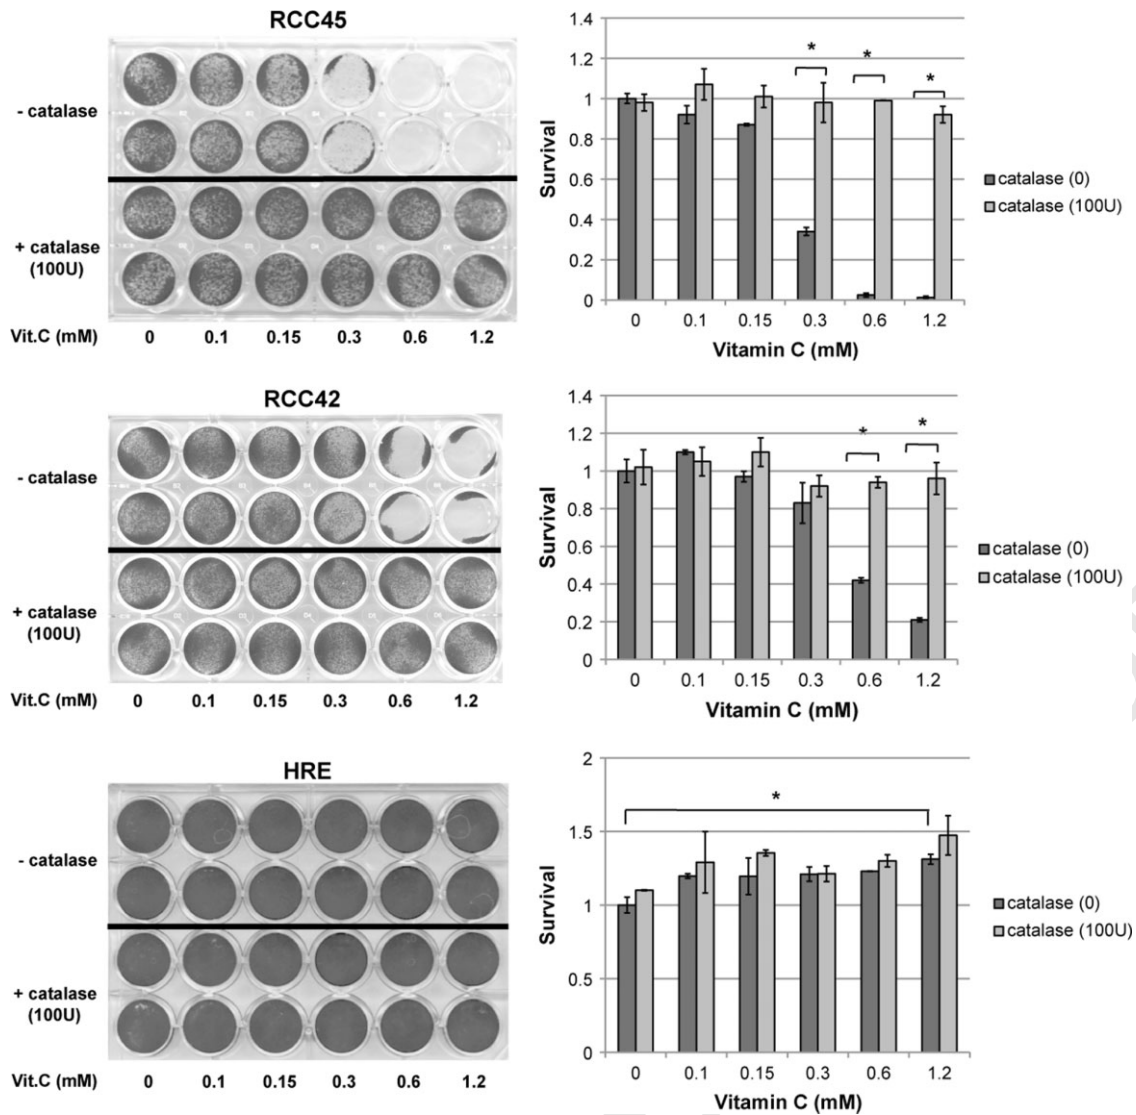 RCC45
- catalase
+ catalase
(100U)
Vit.C (mM) 0 0.1 0.15 0.3 0.6 1.2
Survival
1.4
1.2
1
0.8
0.6
0.4
0.2
0
* * *
0 0.1 0.15 0.3 0.6 1.2
Vitamin C (mM)
catalase (0)
catalase (100U)
RCC42
- catalase
+ catalase
(100U)
Vit.C (mM) 0 0.1 0.15 0.3 0.6 1.2
Survival
1.4
1.2
1
0.8
0.6
0.4
0.2
0
* *
0 0.1 0.15 0.3 0.6 1.2
Vitamin C (mM)
catalase (0)
catalase (100U)
HRE
- catalase
+ catalase
(100U)
Vit.C (mM) 0 0.1 0.15 0.3 0.6 1.2
Survival
2
1.5
1
0.5
0
*
0 0.1 0.15 0.3 0.6 1.2
Vitamin C (mM)
catalase (0)
catalase (100U)